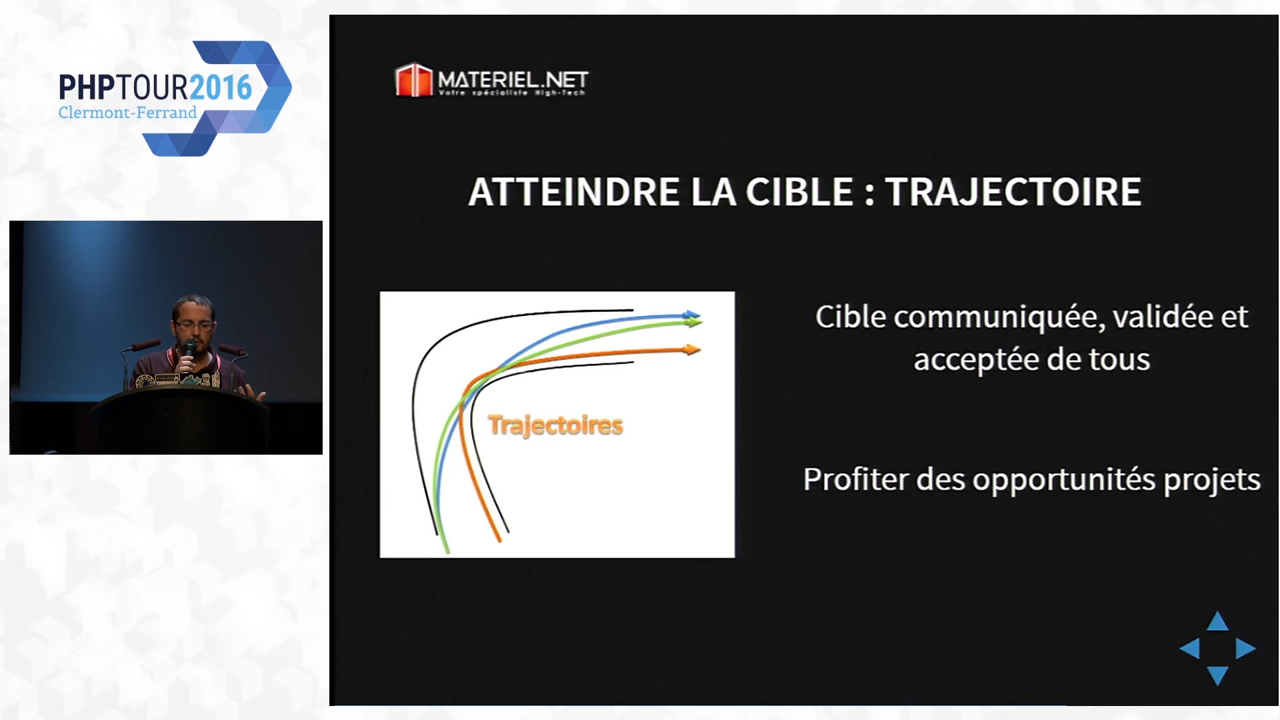 PHPTOUR2016
Clermont-Ferrand
MATERIEL.NET
Votre spécialiste High-Tech
ATTEINDRE LA CIBLE : TRAJECTOIRE
Trajectoires
Cible communiquée, validée et
acceptée de tous
Profiter des opportunités projets